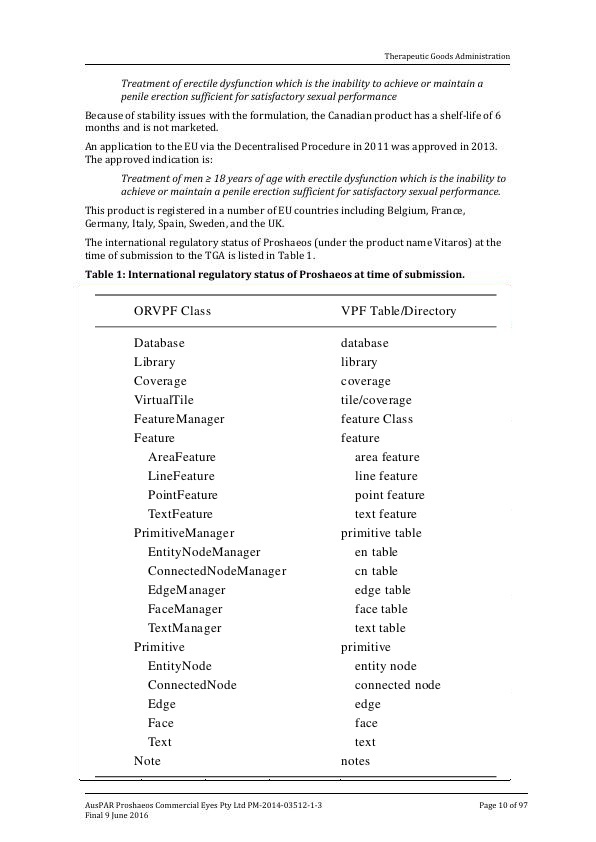 Therapeutic Goods Administration
Treatment of erectile dysfunction which is the inability to achieve or maintain a
penile erection sufficient for satisfactory sexual performance
Because of stability issues with the formulation, the Canadian product has a shelf-life of 6
months and is not marketed.
An application to the EU via the Decentralised Procedure in 2011 was approved in 2013.
The approved indication is:
Treatment of men ≥ 18 years of age with erectile dysfunction which is the inability to
achieve or maintain a penile erection sufficient for satisfactory sexual performance.
This product is registered in a number of EU countries including Belgium, France,
Germany, Italy, Spain, Sweden, and the UK.
The international regulatory status of Proshaeos (under the product name Vitaros) at the
time of submission to the TGA is listed in Table 1.
Table 1: International regulatory status of Proshaeos at time of submission.
ORVPF Class VPF Table/Directory
Database database
Library library
Coverage coverage
VirtualTile tile/coverage
FeatureManager feature Class
Feature feature
AreaFeature area feature
LineFeature line feature
PointFeature point feature
TextFeature text feature
PrimitiveManager primitive table
EntityNodeManager en table
ConnectedNodeManager cn table
EdgeManager edge table
FaceManager face table
TextManager text table
Primitive primitive
EntityNode entity node
ConnectedNode connected node
Edge edge
Face face
Text text
Note notes
AusPAR Proshaeos Commercial Eyes Pty Ltd PM-2014-03512-1-3 Page 10 of 97
Final 9 June 2016